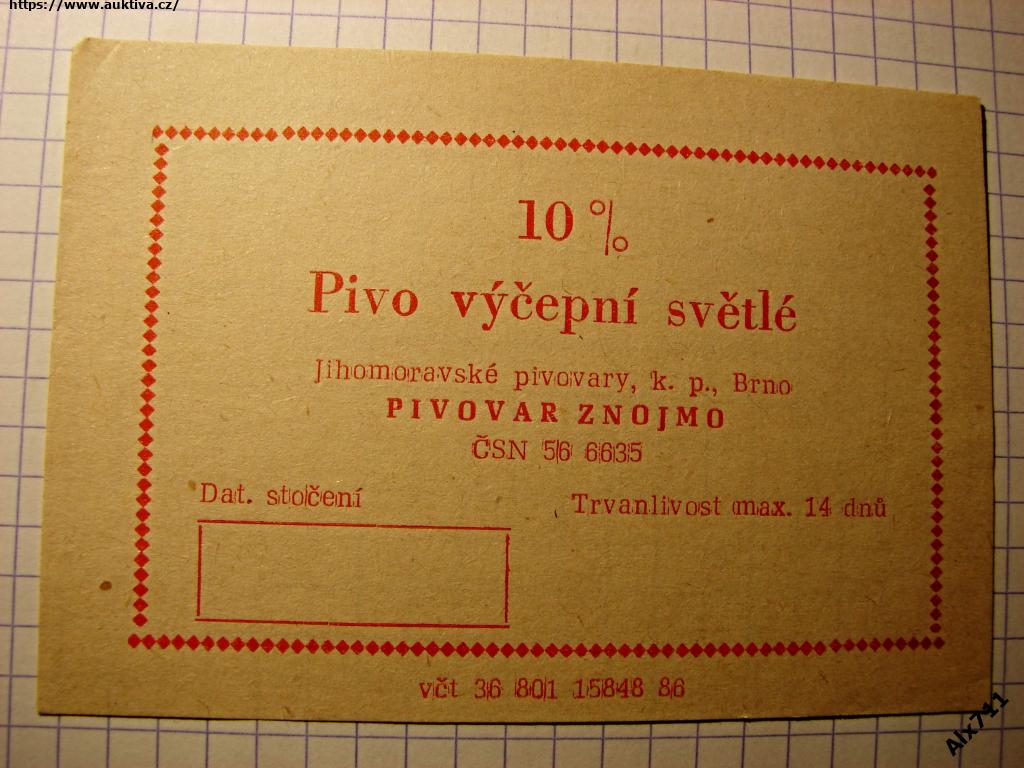 https://www.auktiva.cz/
10 %
Pivo výčepní světlé
Jihomoravské pivovary, k. p., Brno
PIVOVAR ZNOJMO
ČSN 56 6635
Dat. stočení
Trvanlivost max. 14 dnů
včt 36 801 15848 86
Alx711